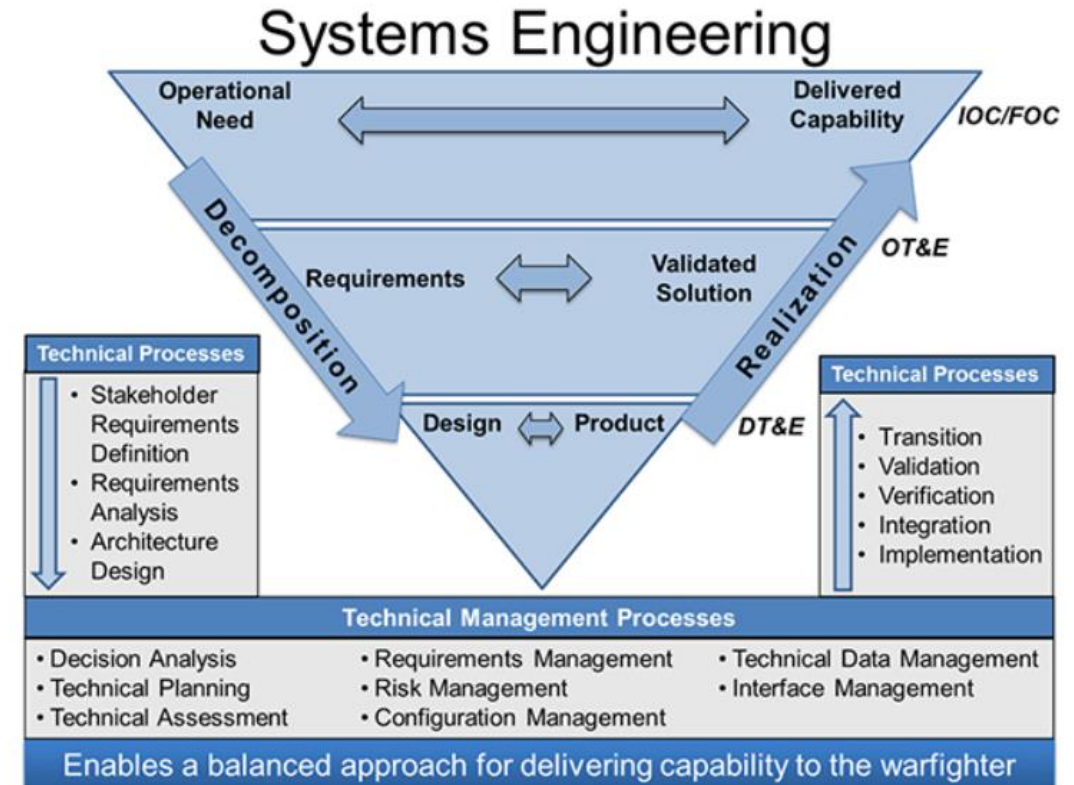 Systems Engineering
Operational
Need
Delivered
Capability
IOC/FOC
Decomposition
Realization
OT&E
Requirements
Validated
Solution
Design
Product
DT&E
Technical Processes
• Stakeholder
Requirements
Definition
• Requirements
Analysis
• Architecture
Design
Technical Processes
• Transition
• Validation
• Verification
• Integration
• Implementation
Technical Management Processes
• Decision Analysis
• Technical Planning
• Technical Assessment
• Requirements Management
• Risk Management
• Configuration Management
• Technical Data Management
• Interface Management
Enables a balanced approach for delivering capability to the warfighter